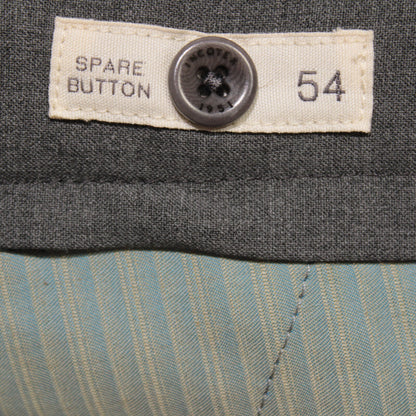 SPARE
BUTTON
INCOTEX
1951
54